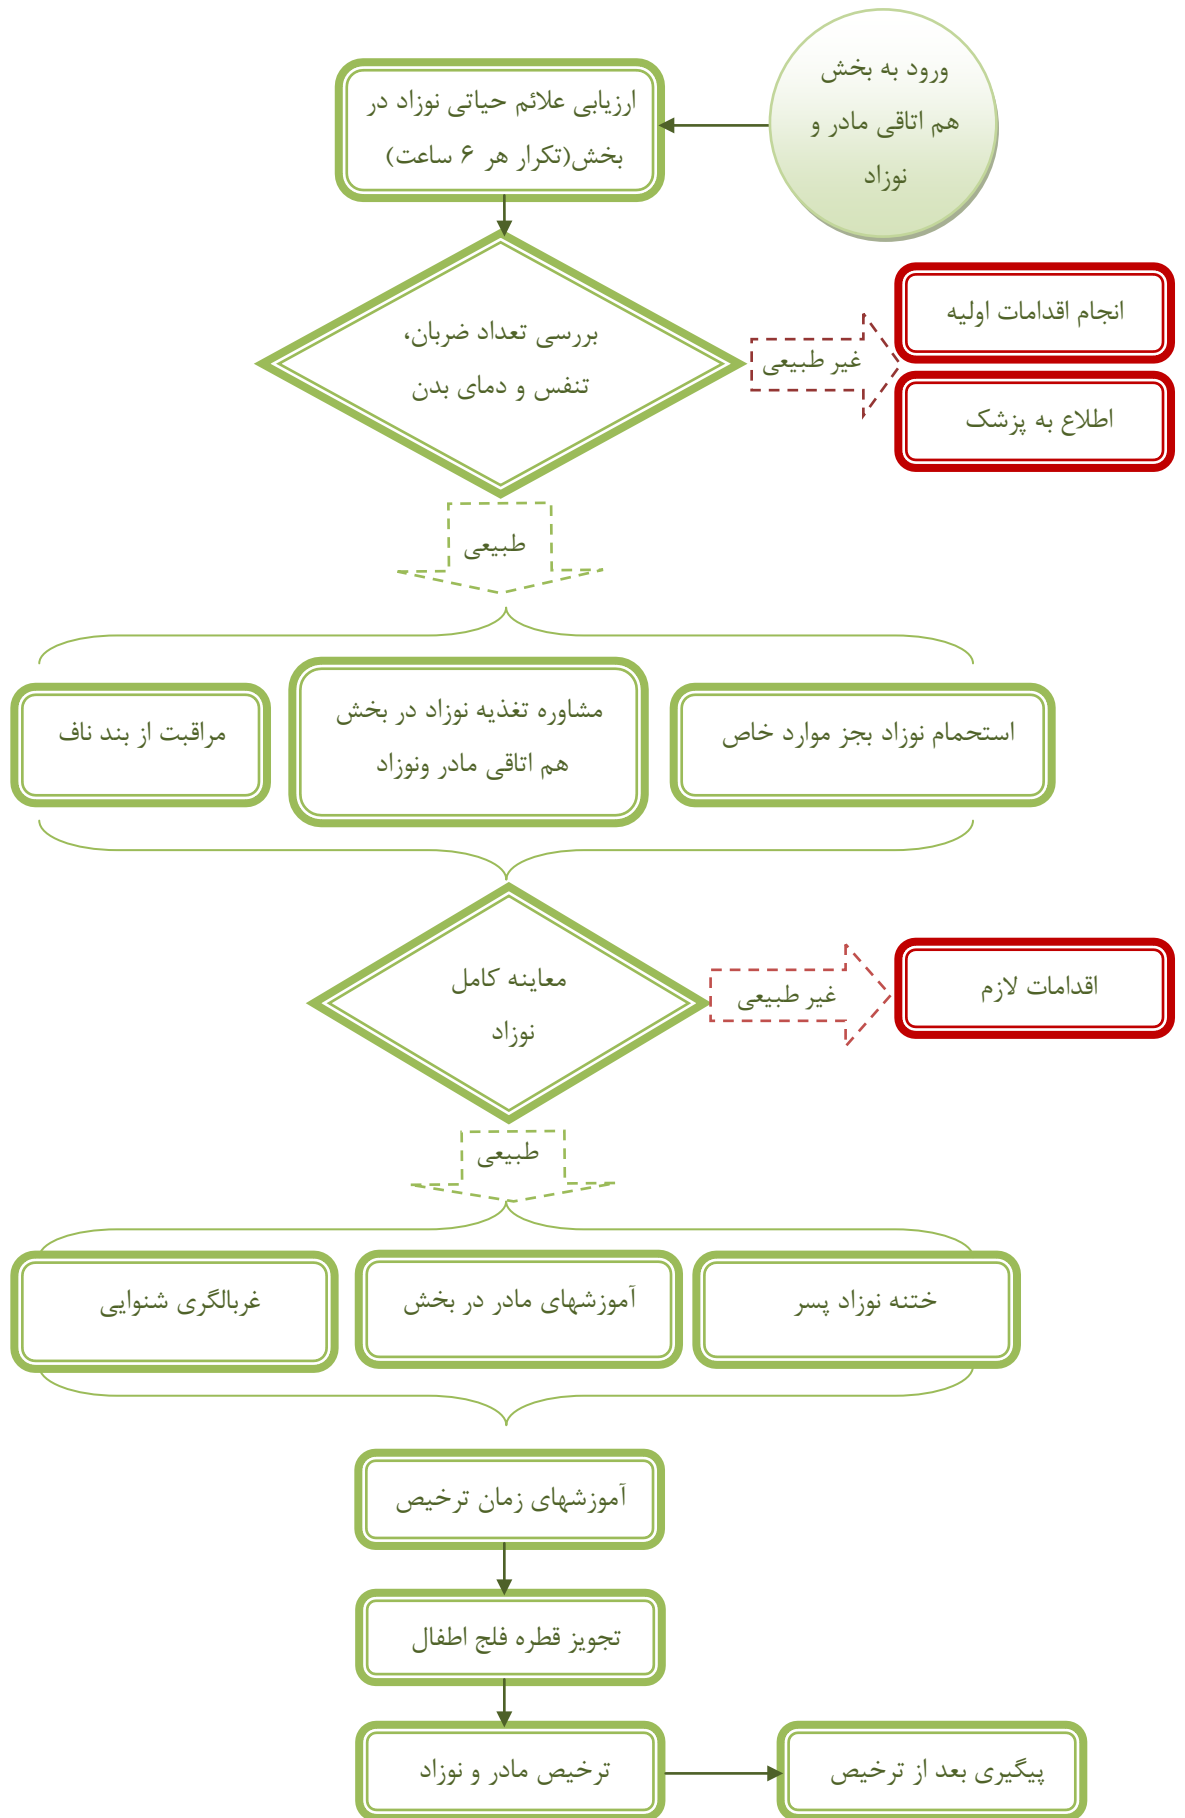 ورود به بخش
هم اتاقی مادر و
نوزاد
ارزیابی علائم حیاتی نوزاد در
بخش(تکرار هر ۶ ساعت)
بررسی تعداد ضربان،
تنفس و دمای بدن
غیر طبیعی
انجام اقدامات اولیه
اطلاع به پزشک
طبیعی
استحمام نوزاد بجز موارد خاص
مشاوره تغذیه نوزاد در بخش
هم اتاقی مادر ونوزاد
مراقبت از بند ناف
معاینه کامل
نوزاد
غیر طبیعی
اقدامات لازم
طبیعی
ختنه نوزاد پسر
آموزشهای مادر در بخش
غربالگری شنوایی
آموزشهای زمان ترخیص
تجویز قطره فلج اطفال
ترخیص مادر و نوزاد
پیگیری بعد از ترخیص